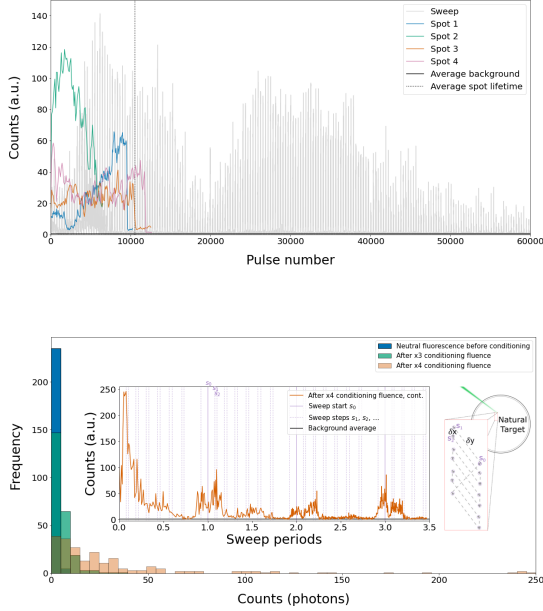 140
120
100
80
60
40
20
0
Counts (a.u.)
Sweep
Spot 1
Spot 2
Spot 3
Spot 4
Average background
Average spot lifetime
0 10000 20000 30000 40000 50000 60000
Pulse number
Neutral fluorescence before conditioning
After x3 conditioning fluence
After x4 conditioning fluence
200
150
100
50
0
Frequency
250
200
150
100
50
0
Counts (a.u.)
s₀
s₁
s₂
After x4 conditioning fluence, cont.
Sweep start s₀
Sweep steps s₁, s₂, ...
Background average
0.0 0.5 1.0 1.5 2.0 2.5 3.0 3.5
Sweep periods
Natural
Target
δx
δy
0 50 100 150 200 250
Counts (photons)